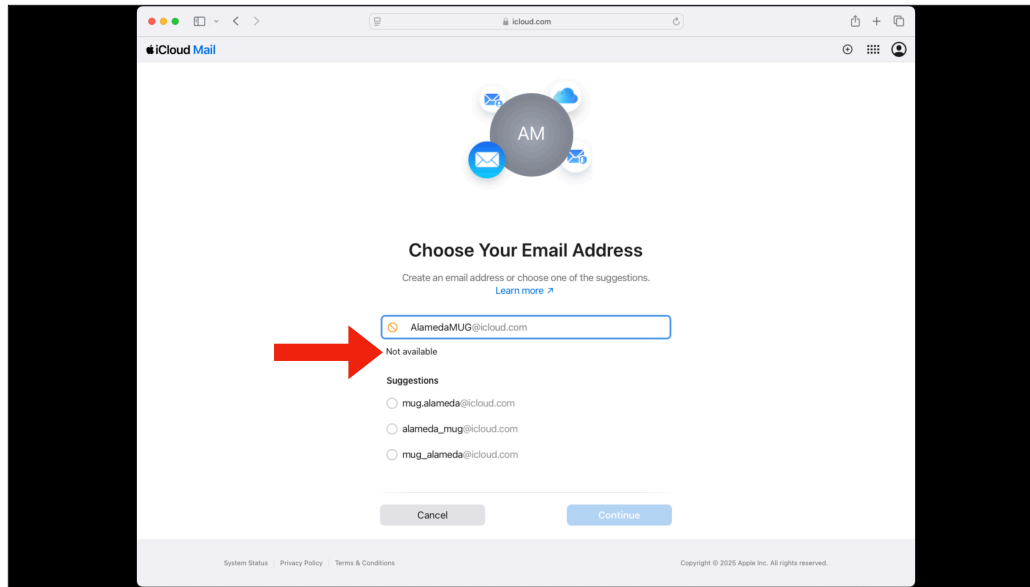 icloud.com
iCloud Mail
AM
Choose Your Email Address
Create an email address or choose one of the suggestions.
Learn more ↗
AlamedaMUG@icloud.com
Not available
Suggestions
mug.alameda@icloud.com
alameda_mug@icloud.com
mug_alameda@icloud.com
Cancel Continue
System Status Privacy Policy Terms & Conditions Copyright © 2025 Apple Inc. All rights reserved.